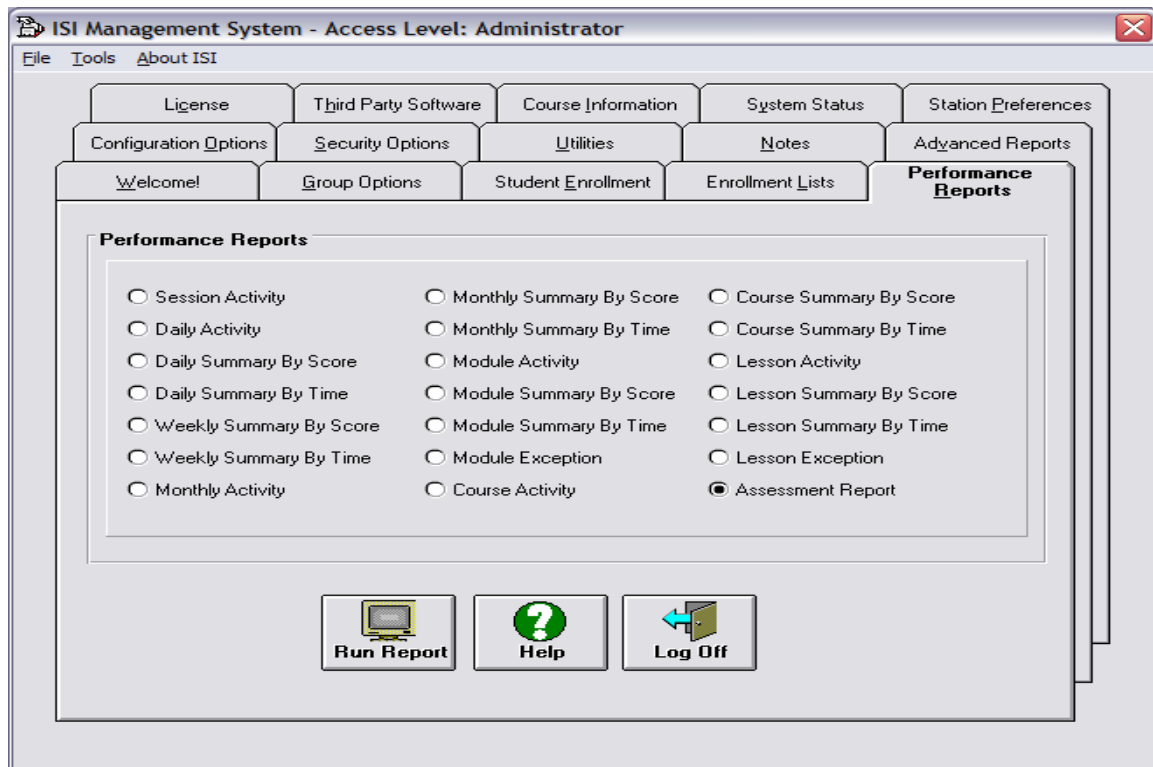 ISI Management System - Access Level: Administrator
File Tools About ISI
License Third Party Software Course Information System Status Station Preferences
Configuration Options Security Options Utilities Notes Advanced Reports
Welcome! Group Options Student Enrollment Enrollment Lists Performance Reports
Performance Reports
Session Activity Monthly Summary By Score Course Summary By Score
Daily Activity Monthly Summary By Time Course Summary By Time
Daily Summary By Score Module Activity Lesson Activity
Daily Summary By Time Module Summary By Score Lesson Summary By Score
Weekly Summary By Score Module Summary By Time Lesson Summary By Time
Weekly Summary By Time Module Exception Lesson Exception
Monthly Activity Course Activity Assessment Report
Run Report Help Log Off